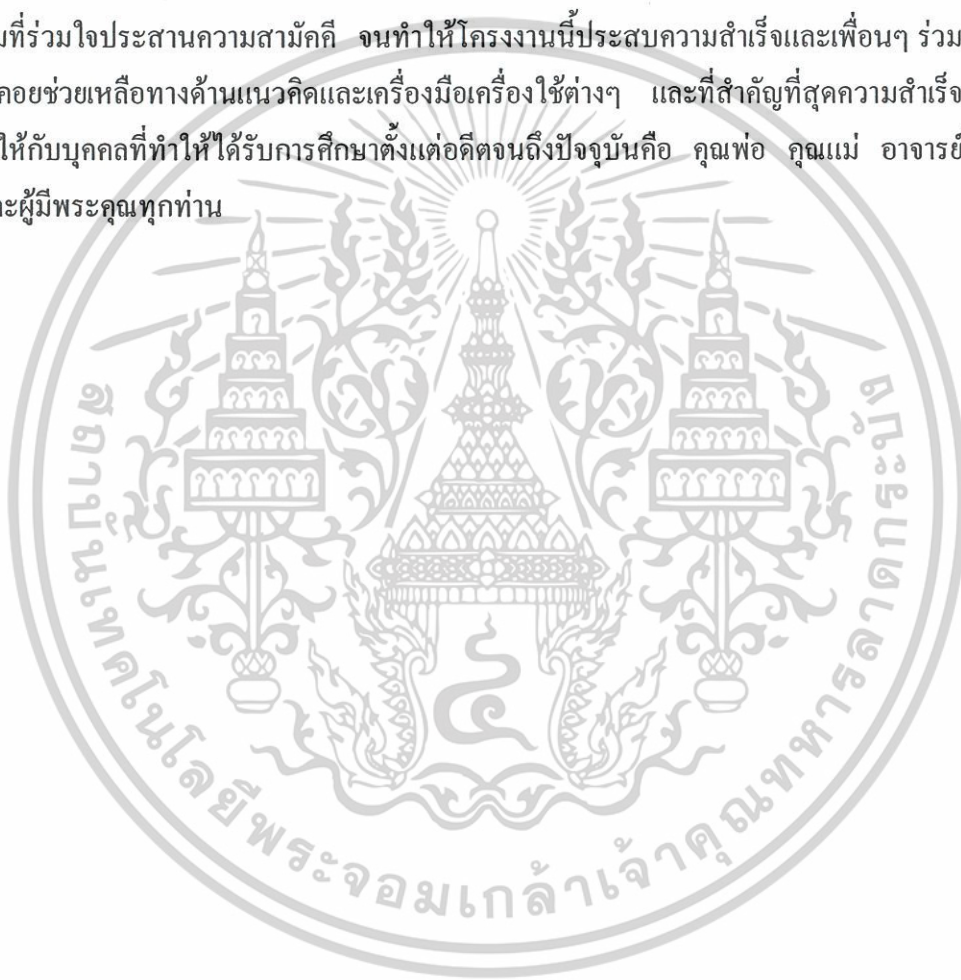 ที่ร่วมใจประสานความสามัคคี จนทำให้โครงงานนี้ประสบความสำเร็จและเพื่อนๆ ร่วม
คอยช่วยเหลือทางด้านแนวคิดและเครื่องมือเครื่องใช้ต่างๆ และที่สำคัญที่สุดความสำเร็จ
ให้กับบุคคลที่ทำให้ได้รับการศึกษาตั้งแต่อดีตจนถึงปัจจุบันคือ คุณพ่อ คุณแม่ อาจารย์
ะผู้มีพระคุณทุกท่าน
สถาบันเทคโนโลยีพระจอมเกล้าเจ้าคุณทหารลาดกระบัง
๔